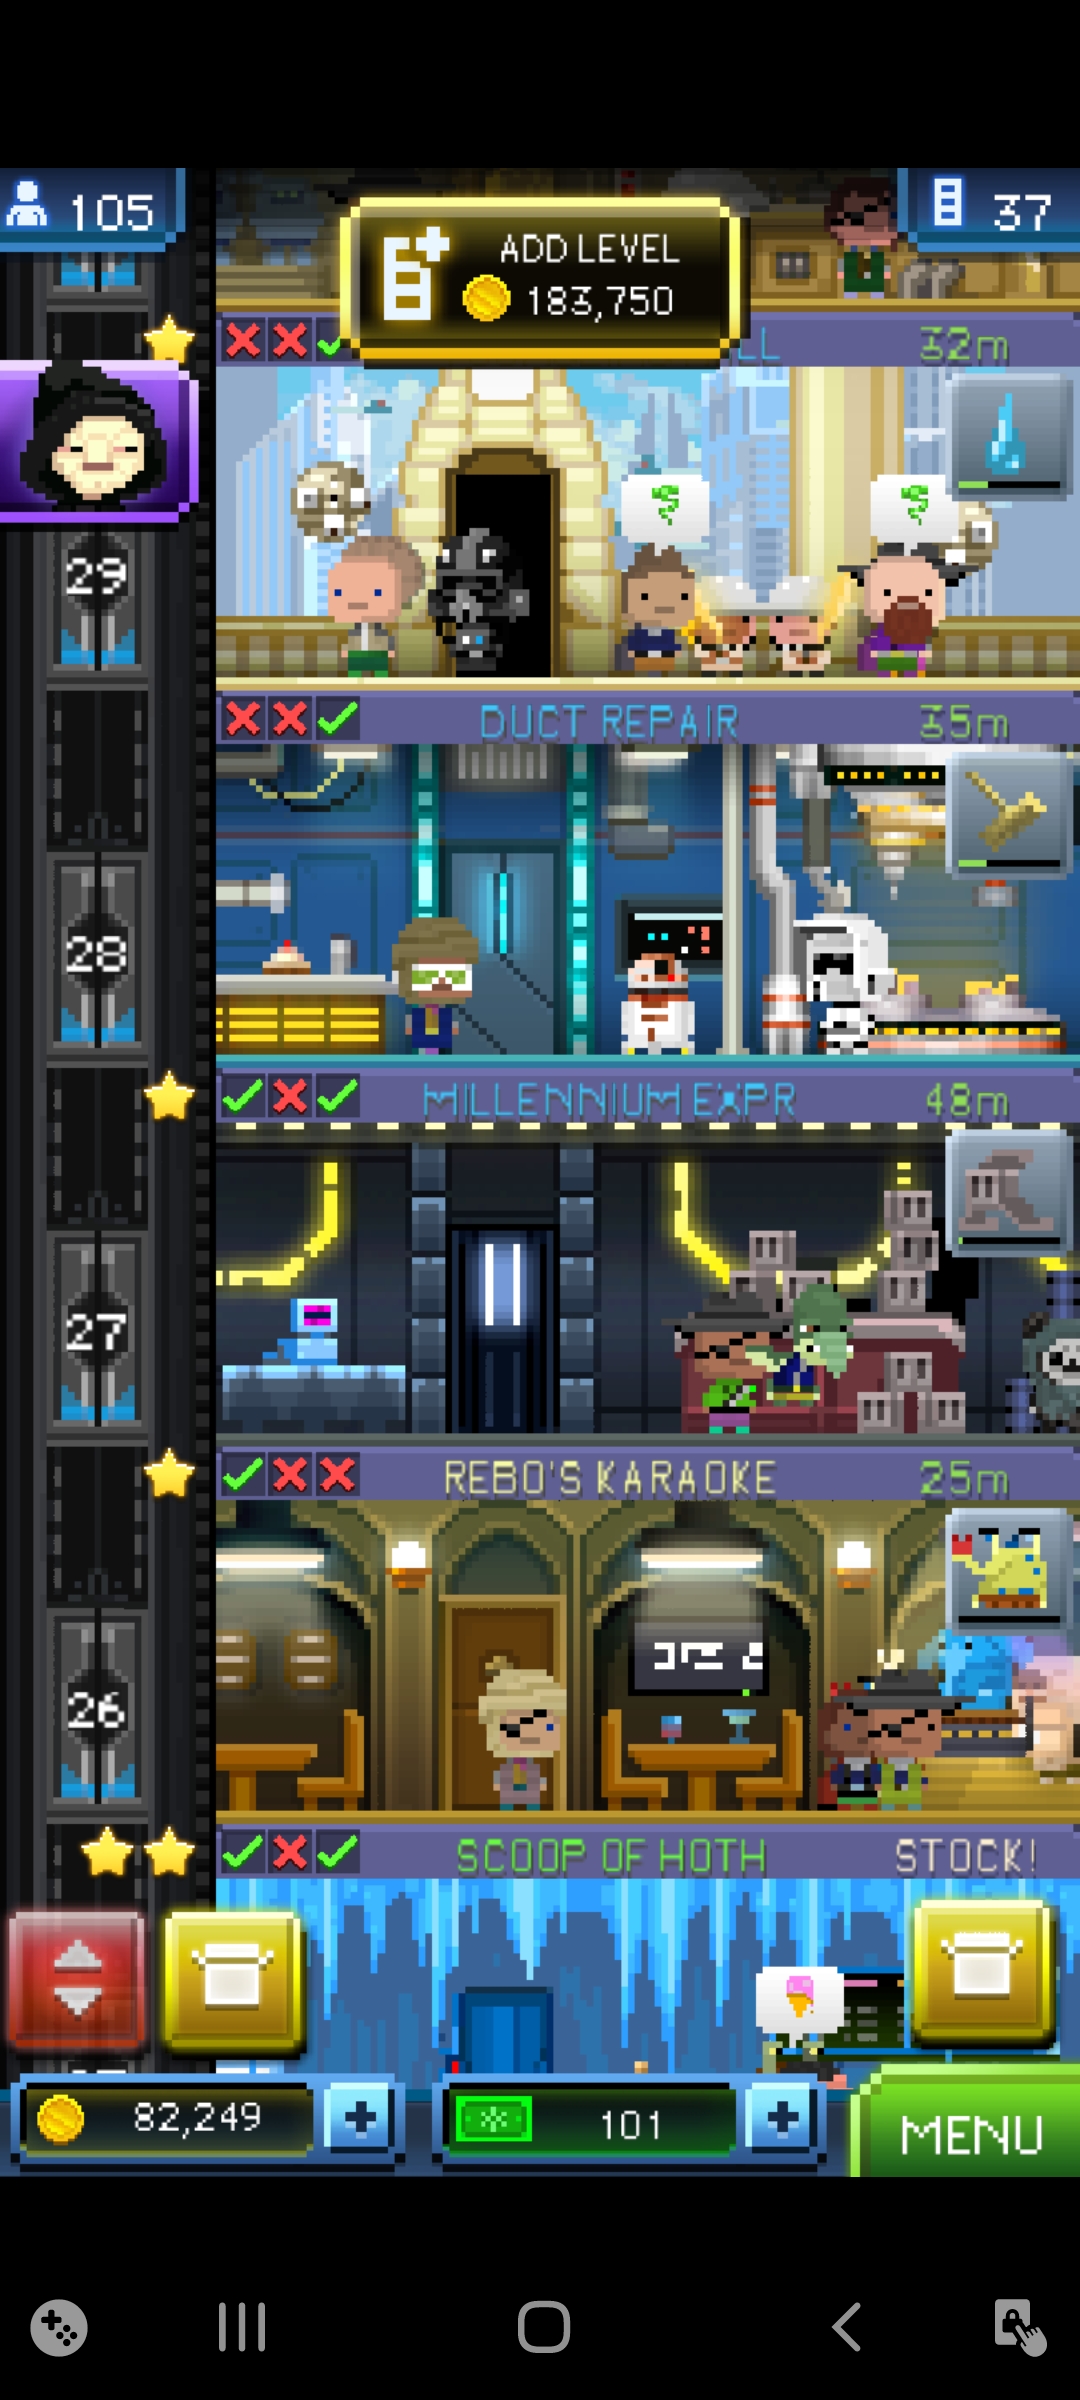 105
ADD LEVEL
183,750
37
LL
32m
29
DUCT REPAIR
35m
28
MILLENNIUM EXPR
48m
27
REBO'S KARAOKE
25m
26
SCOOP OF HOTH
STOCK!
82,249
101
MENU